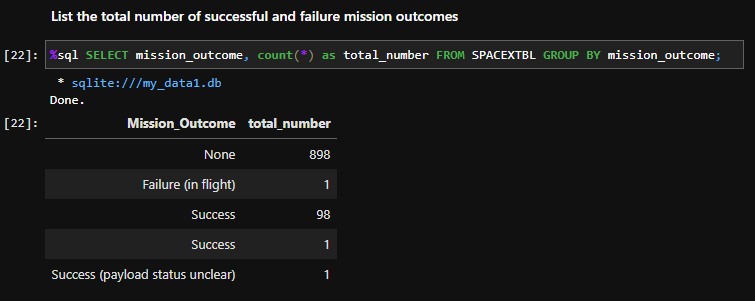 List the total number of successful and failure mission outcomes
[22]: %sql SELECT mission_outcome, count(*) as total_number FROM SPACEXTBL GROUP BY mission_outcome;
* sqlite:///my_data1.db
Done.
[22]: Mission_Outcome total_number
None 898
Failure (in flight) 1
Success 98
Success 1
Success (payload status unclear) 1